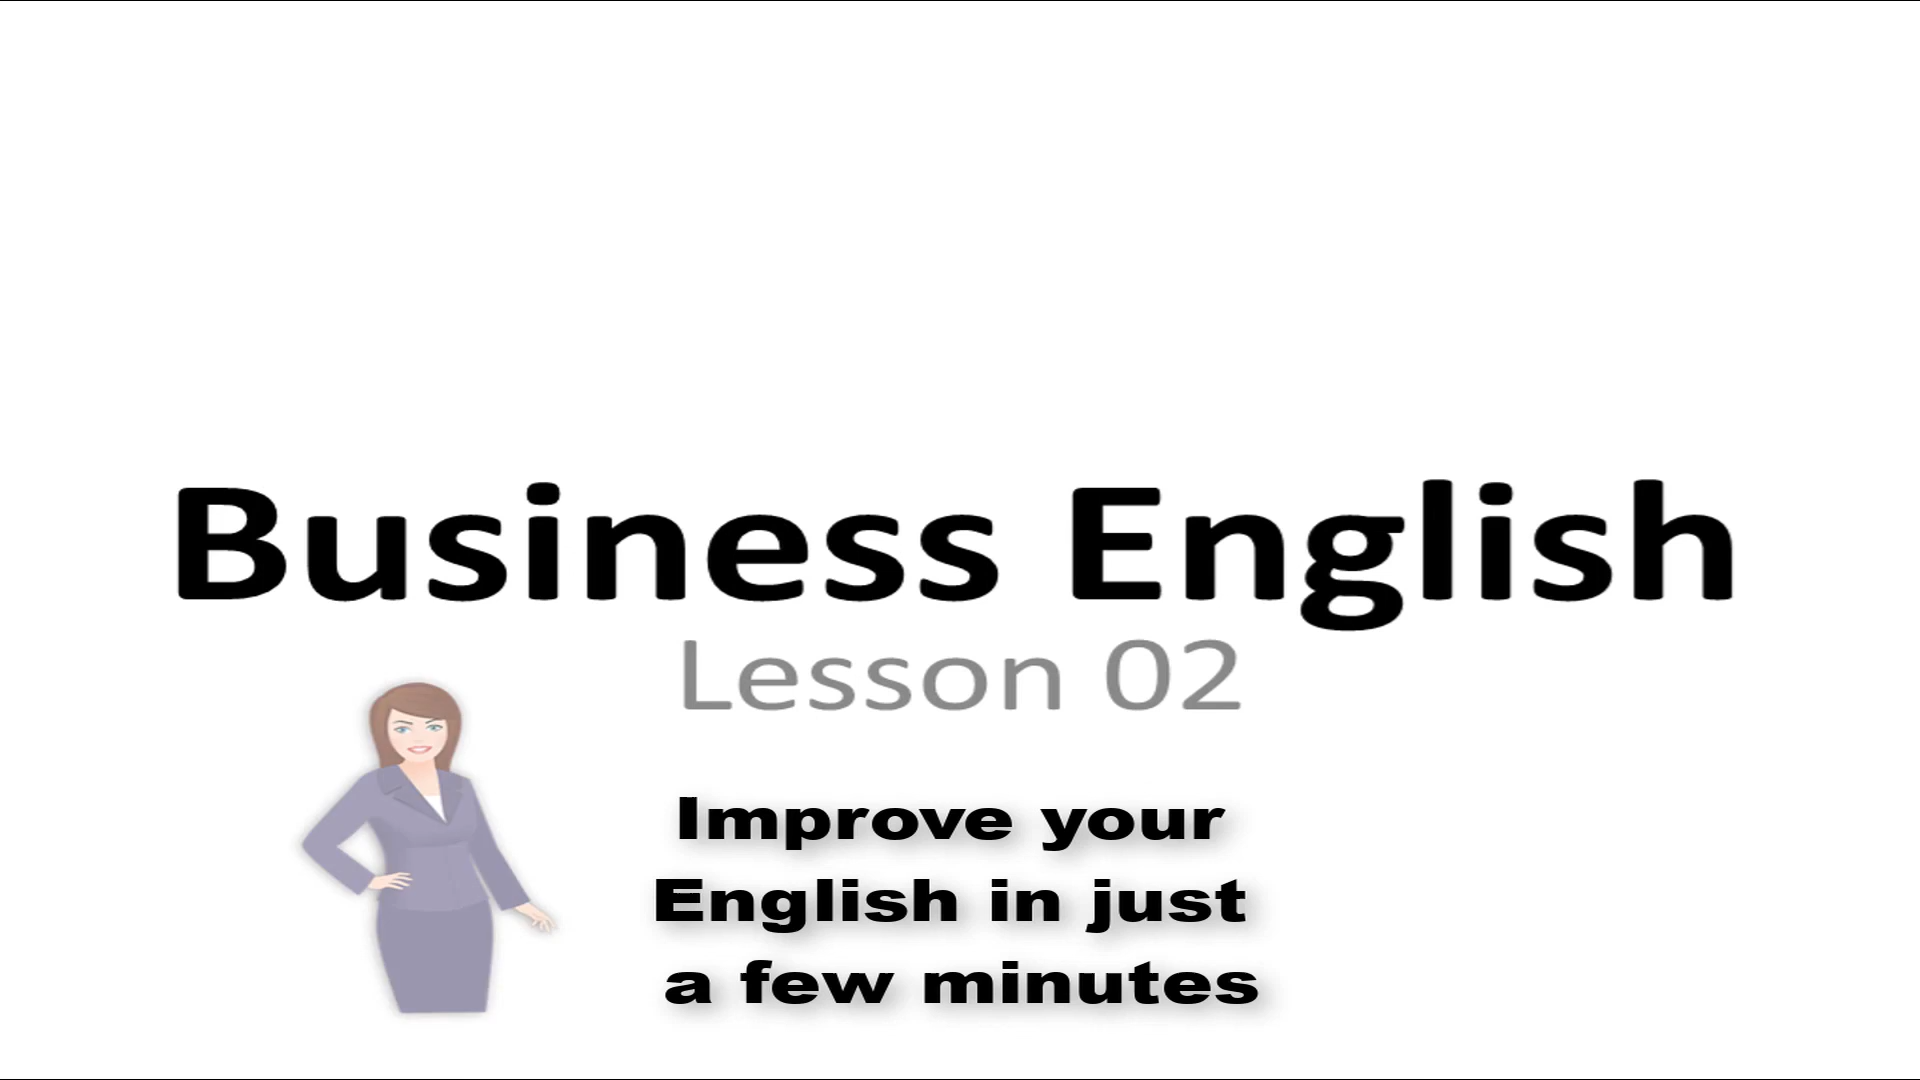 Business English
Lesson 02
Improve your
English in just
a few minutes